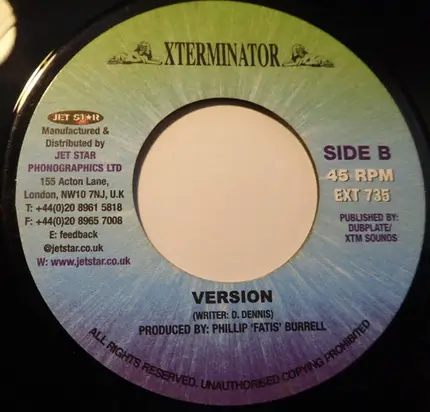 XTERMINATOR
JET STAR
Manufactured &
Distributed by
JET STAR
PHONOGRAPHICS LTD
155 Acton Lane,
London, NW10 7NJ, U.K
T: +44(0)20 8961 5818
F: +44(0)20 8965 7008
E: feedback
@jetstar.co.uk
W: www.jetstar.co.uk
SIDE B
45 RPM
EXT 735
PUBLISHED BY:
DUBPLATE/
XTM SOUNDS
VERSION
(WRITER: D. DENNIS)
PRODUCED BY: PHILLIP 'FATIS' BURRELL
ALL RIGHTS RESERVED. UNAUTHORISED COPYING PROHIBITED